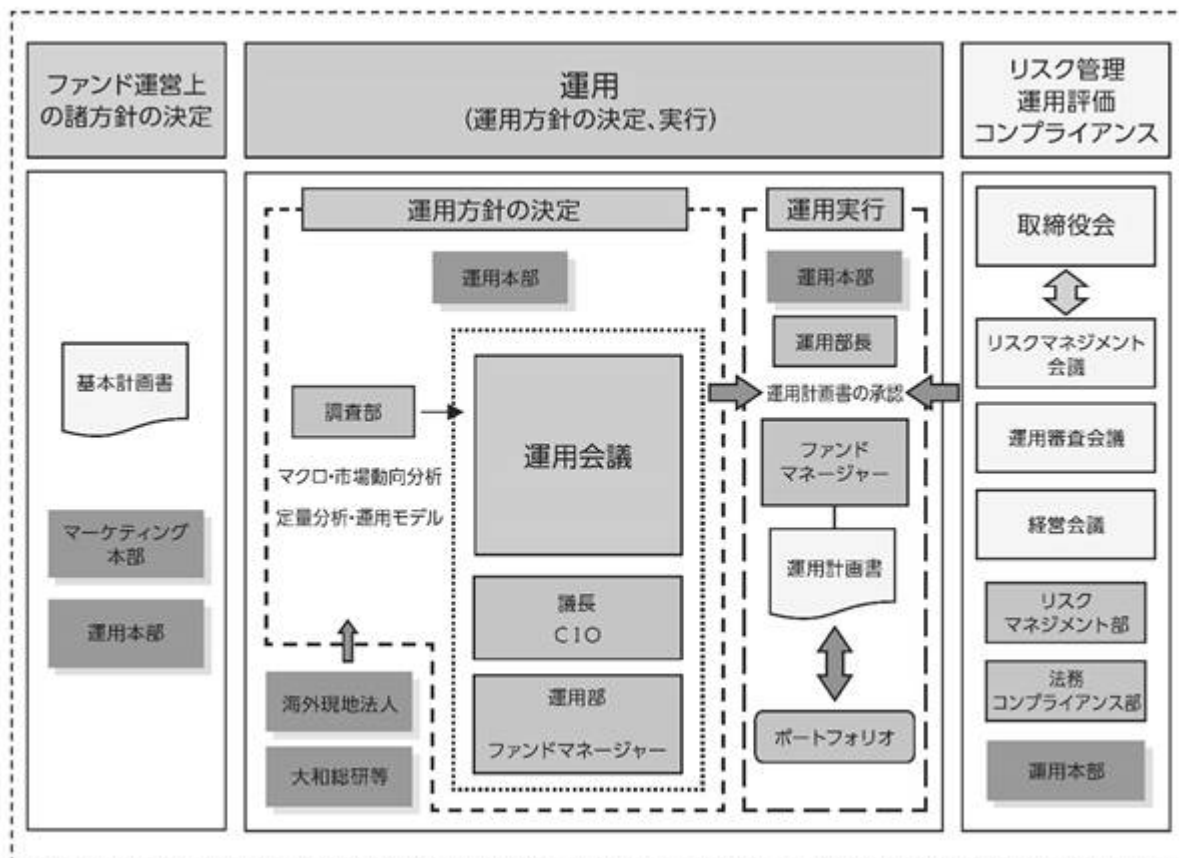 ファンド運営上
の諸方針の決定
運用
(運用方針の決定、実行)
リスク管理
運用評価
コンプライアンス
基本計画書
マーケティング
本部
運用本部
運用方針の決定
運用本部
調査部
マクロ・市場動向分析
定量分析・運用モデル
運用会議
議長
CIO
運用部
ファンドマネージャー
海外現地法人
大和総研等
運用実行
運用本部
運用部長
運用計画書の承認
ファンド
マネージャー
運用計画書
ポートフォリオ
取締役会
リスクマネジメント
会議
運用審査会議
経営会議
リスク
マネジメント部
法務
コンプライアンス部
運用本部